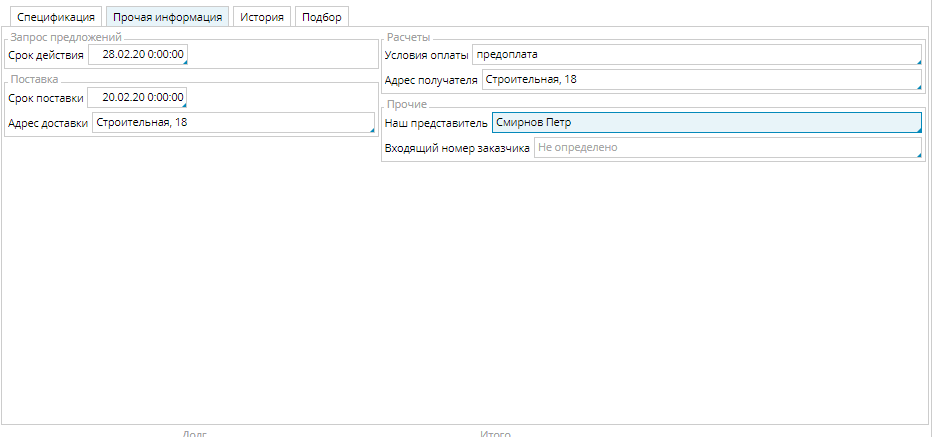 Спецификация Прочая информация История Подбор
Запрос предложений
Срок действия 28.02.20 0:00:00
Поставка
Срок поставки 20.02.20 0:00:00
Адрес доставки Строительная, 18
Расчеты
Условия оплаты предоплата
Адрес получателя Строительная, 18
Прочие
Наш представитель Смирнов Петр
Входящий номер заказчика Не определено
Долг Итого